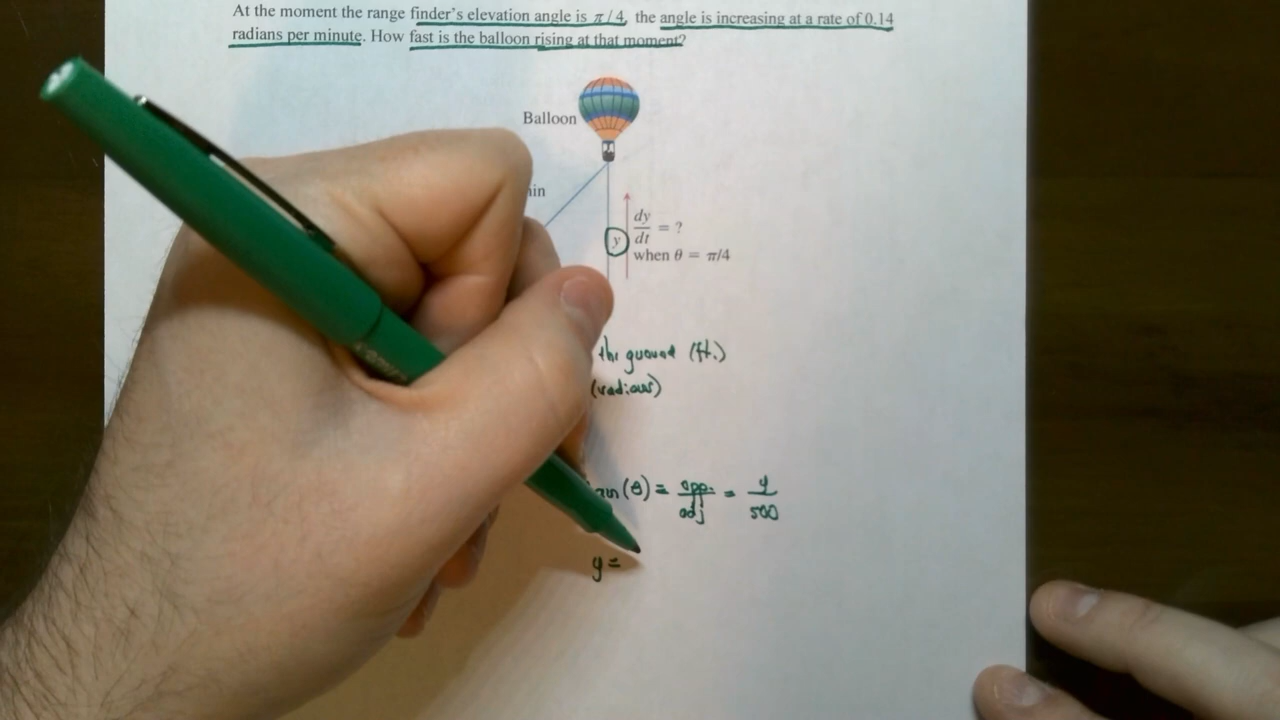 At the moment the range finder's elevation angle is π/4, the angle is increasing at a rate of 0.14
radians per minute. How fast is the balloon rising at that moment?
Balloon
in
dy/dt = ?
y
when θ = π/4
the ground (ft.)
(radians)
tan(θ) = opp./adj = y/500
y =